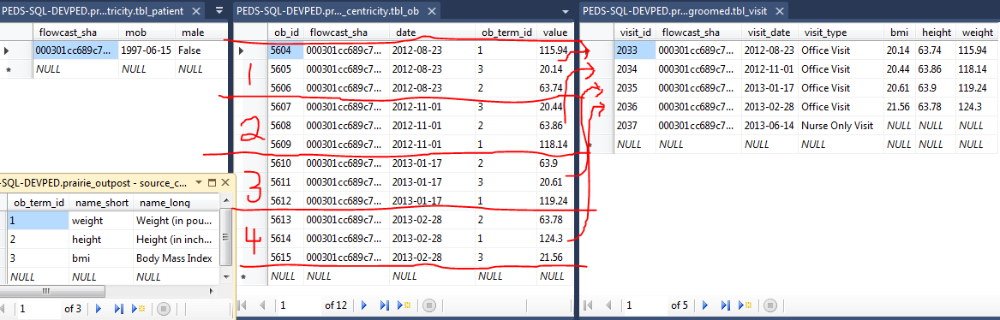 PEDS-SQL-DEVPED.pr...tricity.tbl_patient
flowcast_sha mob male
000301cc689c7... 1997-06-15 False
NULL NULL NULL
PEDS-SQL-DEVPED.pr..._centricity.tbl_ob
ob_id flowcast_sha date ob_term_id value
5604 000301cc689c7... 2012-08-23 1 115.94
5605 000301cc689c7... 2012-08-23 3 20.14
5606 000301cc689c7... 2012-08-23 2 63.74
5607 000301cc689c7... 2012-11-01 3 20.44
5608 000301cc689c7... 2012-11-01 2 63.86
5609 000301cc689c7... 2012-11-01 1 118.14
5610 000301cc689c7... 2013-01-17 2 63.9
5611 000301cc689c7... 2013-01-17 3 20.61
5612 000301cc689c7... 2013-01-17 1 119.24
5613 000301cc689c7... 2013-02-28 2 63.78
5614 000301cc689c7... 2013-02-28 1 124.3
5615 000301cc689c7... 2013-02-28 3 21.56
NULL NULL NULL NULL NULL
1 of 12
1
2
3
4
PEDS-SQL-DEVPED.pr...groomed.tbl_visit
visit_id flowcast_sha visit_date visit_type bmi height weight
2033 000301cc689c7... 2012-08-23 Office Visit 20.14 63.74 115.94
2034 000301cc689c7... 2012-11-01 Office Visit 20.44 63.86 118.14
2035 000301cc689c7... 2013-01-17 Office Visit 20.61 63.9 119.24
2036 000301cc689c7... 2013-02-28 Office Visit 21.56 63.78 124.3
2037 000301cc689c7... 2013-06-14 Nurse Only Visit NULL NULL NULL
NULL NULL NULL NULL NULL NULL NULL
1 of 5
S-SQL-DEVPED.prairie_outpost - source_c...
ob_term_id name_short name_long
1 weight Weight (in pou...
2 height Height (in inch...
3 bmi Body Mass Index
NULL NULL NULL
1 of 3